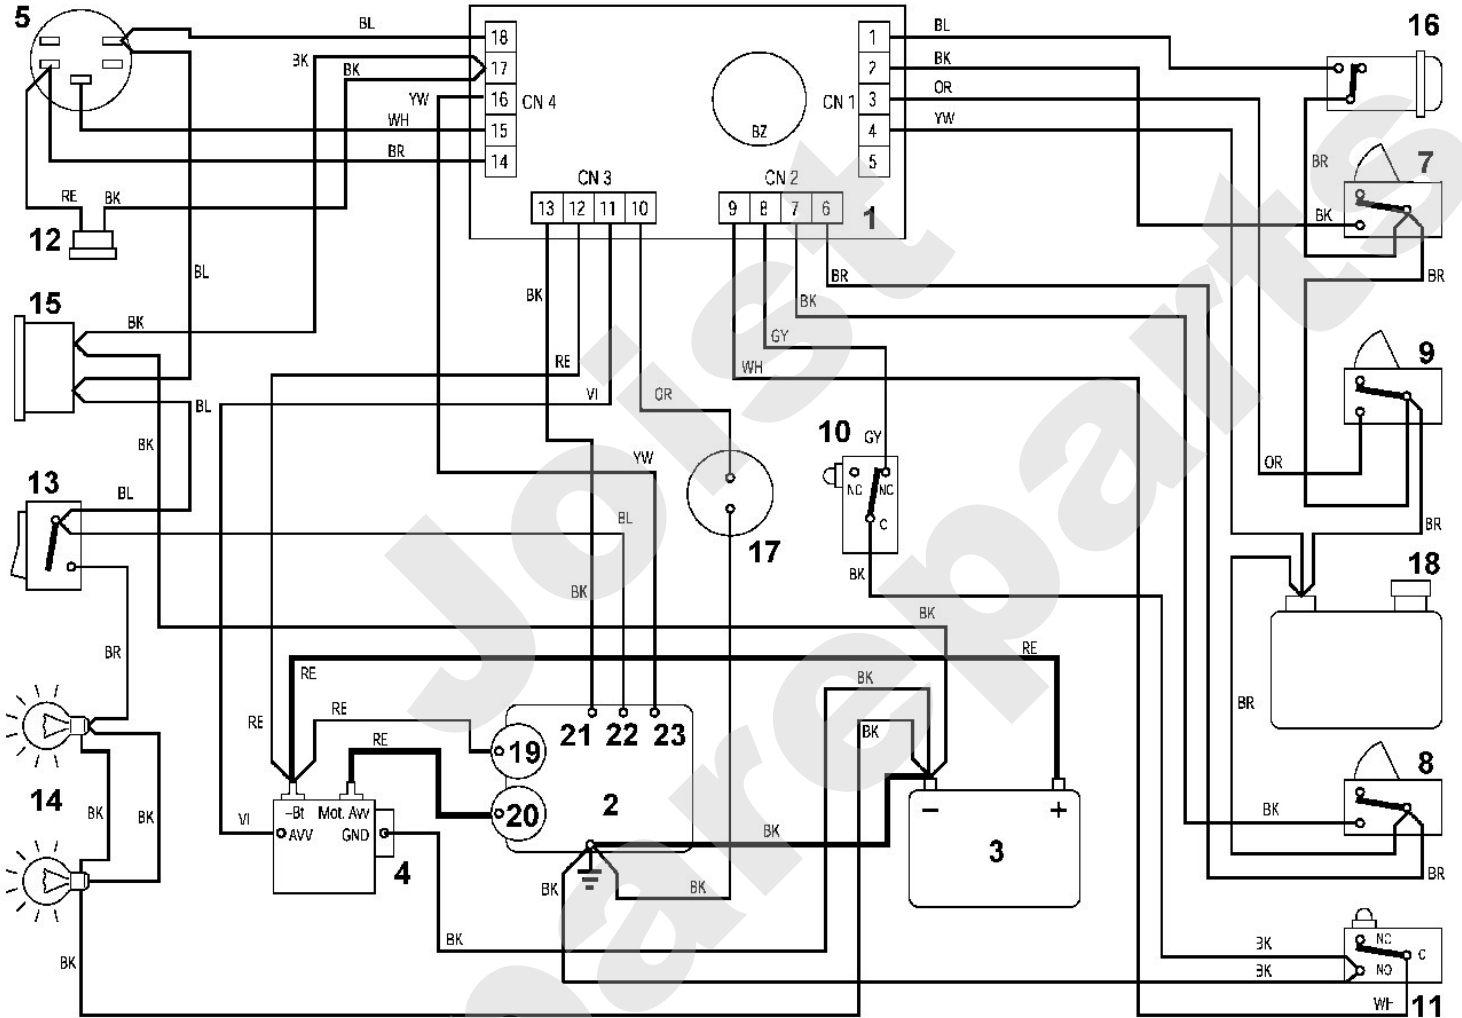 5
BL
18
1
BL
16
BK
17
2
BK
BK
YW
16
CN 4
CN 1
3
OR
WH
15
BZ
4
YW
BR
14
5
BR
7
CN 3
CN 2
RE
BK
13
12
11
10
9
8
7
6
1
BK
12
BL
BR
BR
15
BK
BK
BK
GY
9
RE
WH
VI
OR
BL
10
GY
BK
YW
OR
13
NC
NC
BL
C
BL
17
BR
BK
18
BK
BK
BR
RE
RE
BK
RE
RE
BR
21
22
23
VI
19
RE
BK
8
14
-Bt
Mot. Avv
20
2
-
+
BK
BK
BK
VI
AVV
GND
BK
3
4
BK
BK
BR
BK
BK
NC
C
BK
BK
NO
WH
11
Joist
spareparts